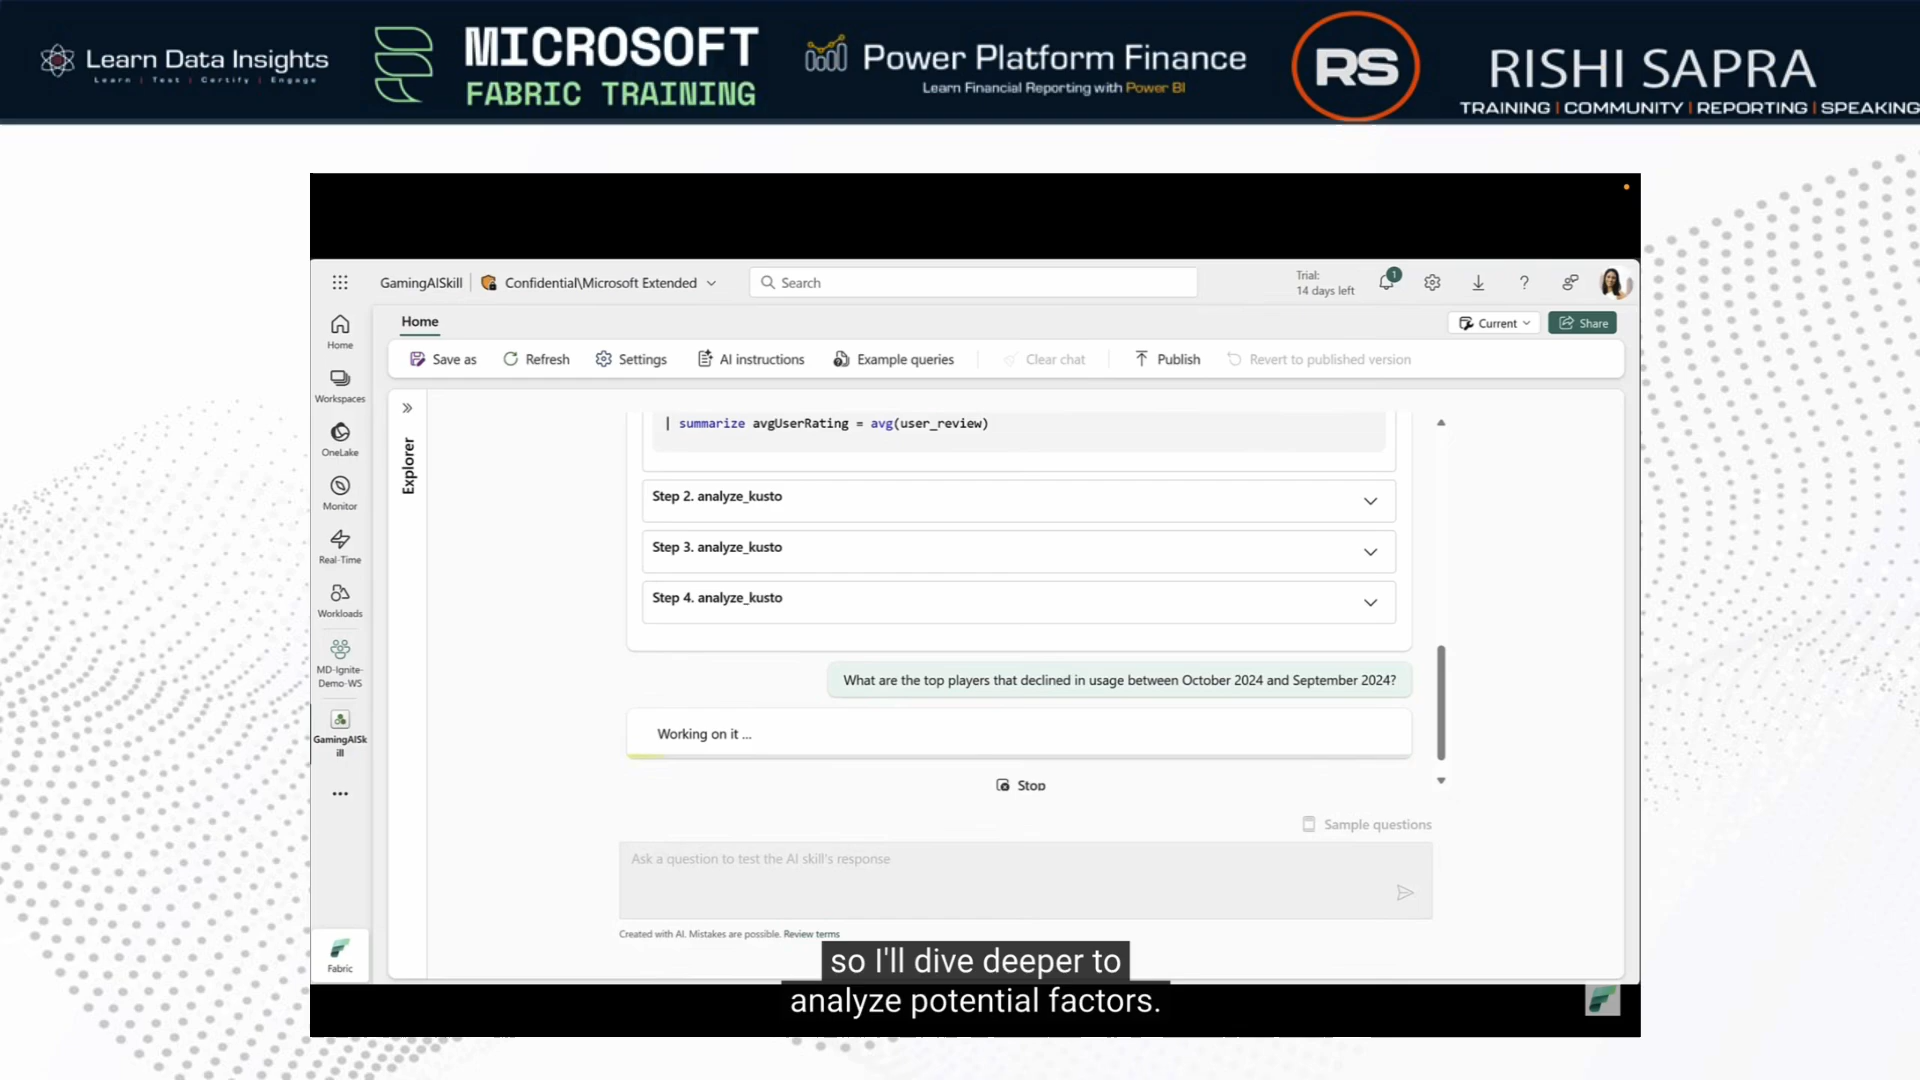 Learn Data Insights
Learn | Test | Certify | Engage
MICROSOFT
FABRIC TRAINING
Power Platform Finance
Learn Financial Reporting with Power BI
RS
RISHI SAPRA
TRAINING | COMMUNITY | REPORTING | SPEAKING
GamingAISkill
Confidential\Microsoft Extended
Search
Trial:
14 days left
1
Home
Current
Share
Save as
Refresh
Settings
AI instructions
Example queries
Clear chat
Publish
Revert to published version
Home
Workspaces
OneLake
Monitor
Real-Time
Workloads
MD-Ignite-
Demo-WS
GamingAISk
ill
Fabric
Explorer
| summarize avgUserRating = avg(user_review)
Step 2. analyze_kusto
Step 3. analyze_kusto
Step 4. analyze_kusto
What are the top players that declined in usage between October 2024 and September 2024?
Working on it ...
Stop
Sample questions
Ask a question to test the AI skill's response
Created with AI. Mistakes are possible. Review terms
so I'll dive deeper to
analyze potential factors.